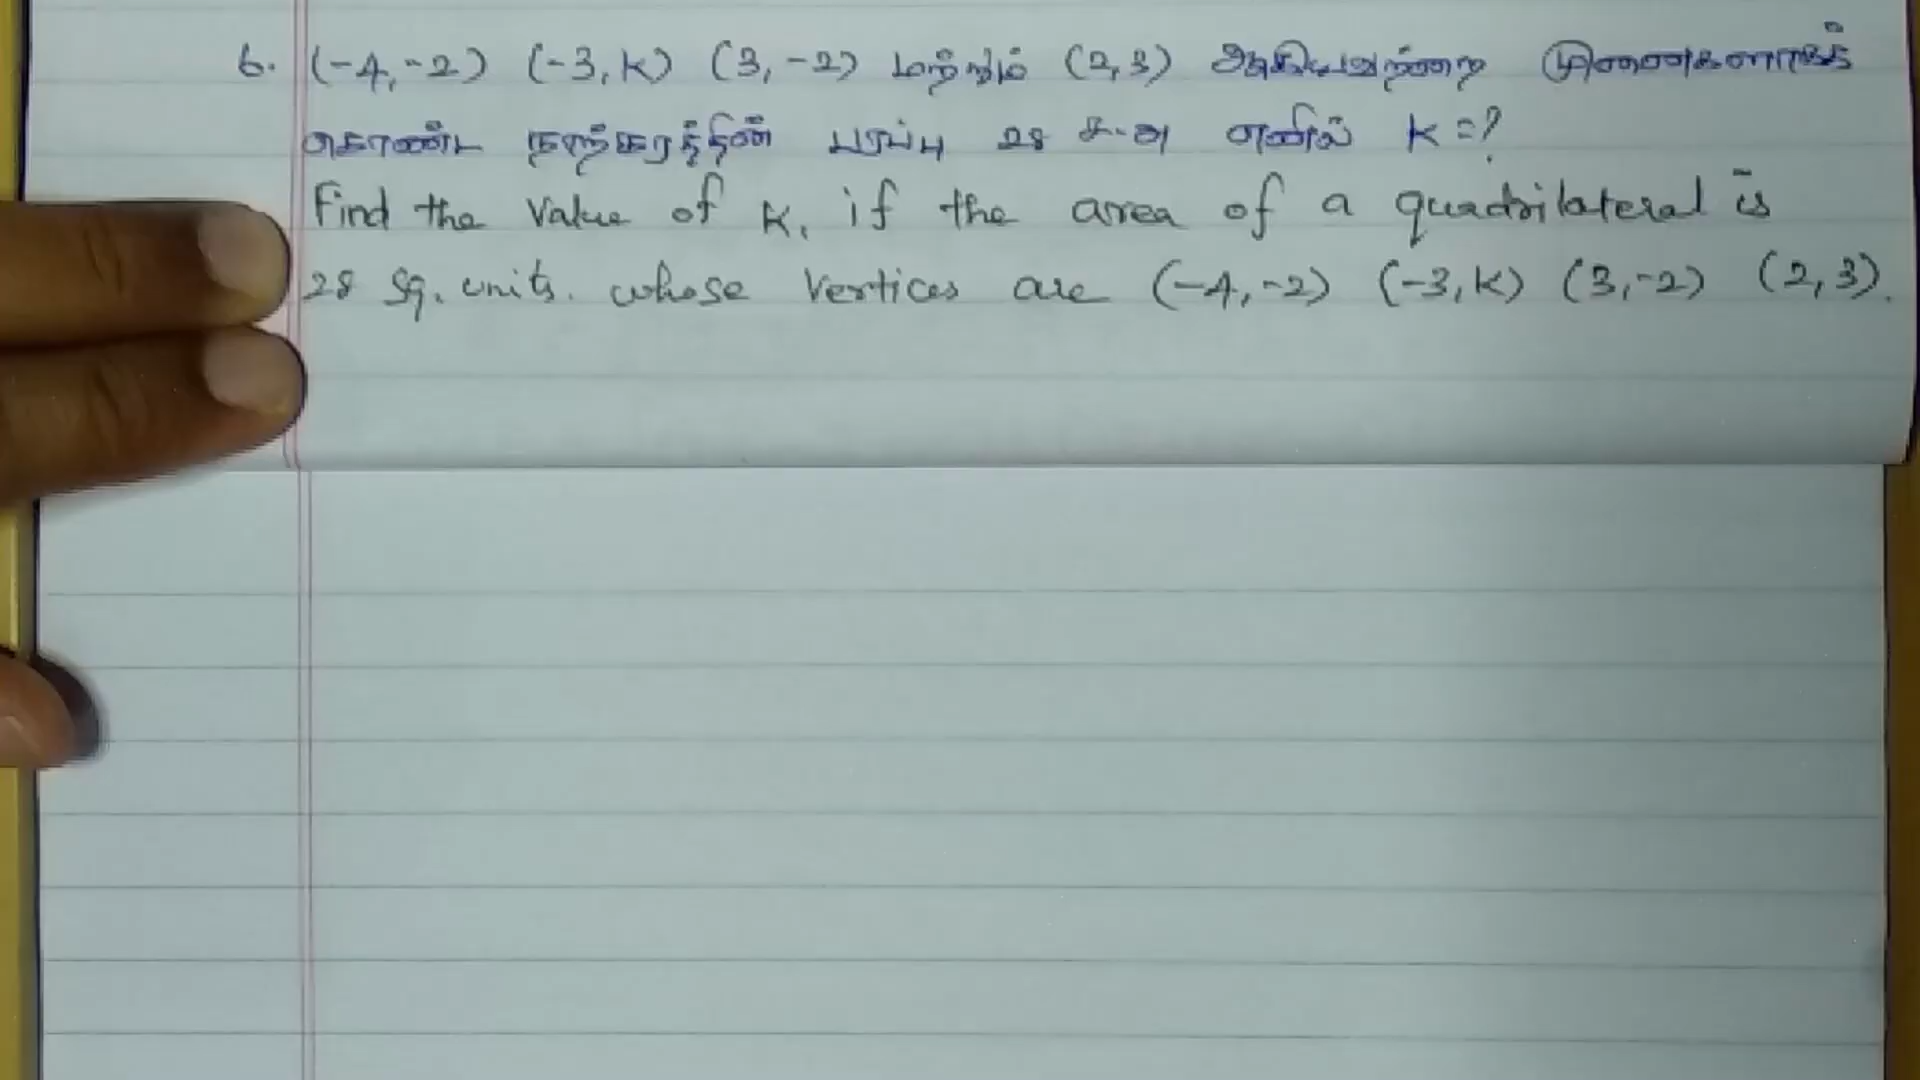 6. (-4,-2) (-3,k) (3,-2) மற்றும் (2,3) ஆகியவற்றை முனைகளாகக்
கொண்ட நாற்கரத்தின் பரப்பு 28 ச.அ எனில் k=?
Find the value of k, if the area of a quadrilateral is
28 sq. units. whose vertices are (-4,-2) (-3,k) (3,-2) (2,3).